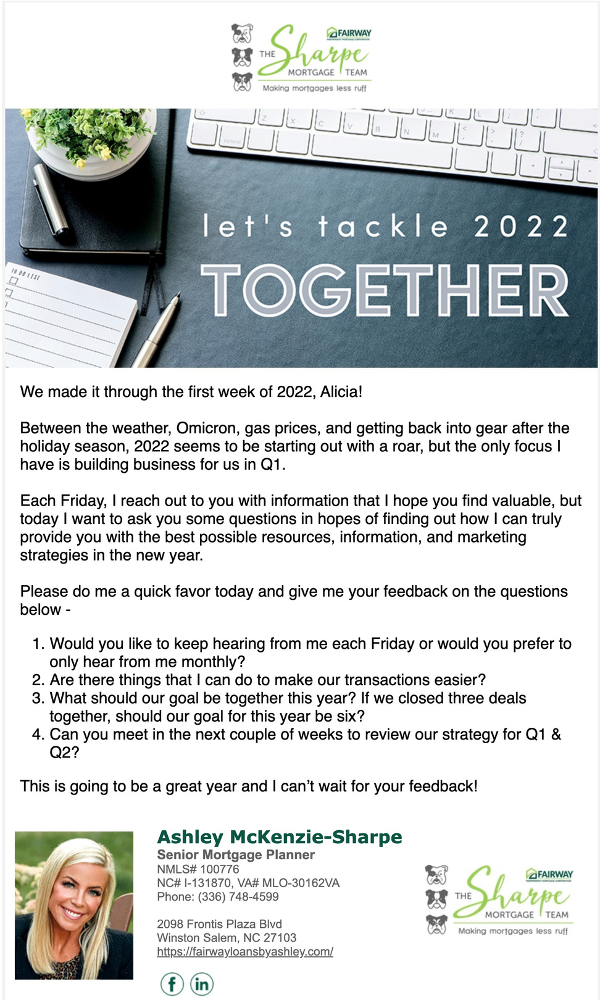 FAIRWAY
INDEPENDENT MORTGAGE CORPORATION
THE Sharpe
MORTGAGE TEAM
Making mortgages less ruff
Z X C V B N M < , > . ? /
control
let's tackle 2022
TOGETHER
TO DO LIST
We made it through the first week of 2022, Alicia!
Between the weather, Omicron, gas prices, and getting back into gear after the
holiday season, 2022 seems to be starting out with a roar, but the only focus I
have is building business for us in Q1.
Each Friday, I reach out to you with information that I hope you find valuable, but
today I want to ask you some questions in hopes of finding out how I can truly
provide you with the best possible resources, information, and marketing
strategies in the new year.
Please do me a quick favor today and give me your feedback on the questions
below -
1. Would you like to keep hearing from me each Friday or would you prefer to
only hear from me monthly?
2. Are there things that I can do to make our transactions easier?
3. What should our goal be together this year? If we closed three deals
together, should our goal for this year be six?
4. Can you meet in the next couple of weeks to review our strategy for Q1 &
Q2?
This is going to be a great year and I can’t wait for your feedback!
Ashley McKenzie-Sharpe
Senior Mortgage Planner
NMLS# 100776
NC# I-131870, VA# MLO-30162VA
Phone: (336) 748-4599
2098 Frontis Plaza Blvd
Winston Salem, NC 27103
https://fairwayloansbyashley.com/
f in
FAIRWAY
INDEPENDENT MORTGAGE CORPORATION
THE Sharpe
MORTGAGE TEAM
Making mortgages less ruff